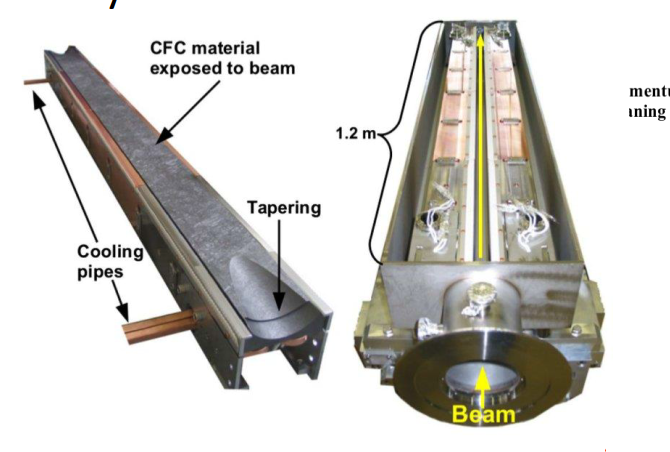 CFC material
exposed to beam
1.2 m
Tapering
Cooling
pipes
Beam